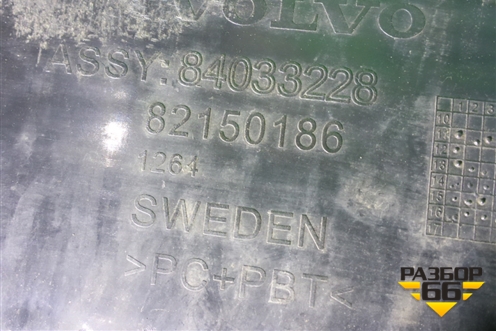 VOLVO
ASSY: 84033228
82150186
1264
SWEDEN
>PC+PBT<
РАЗБОР
66